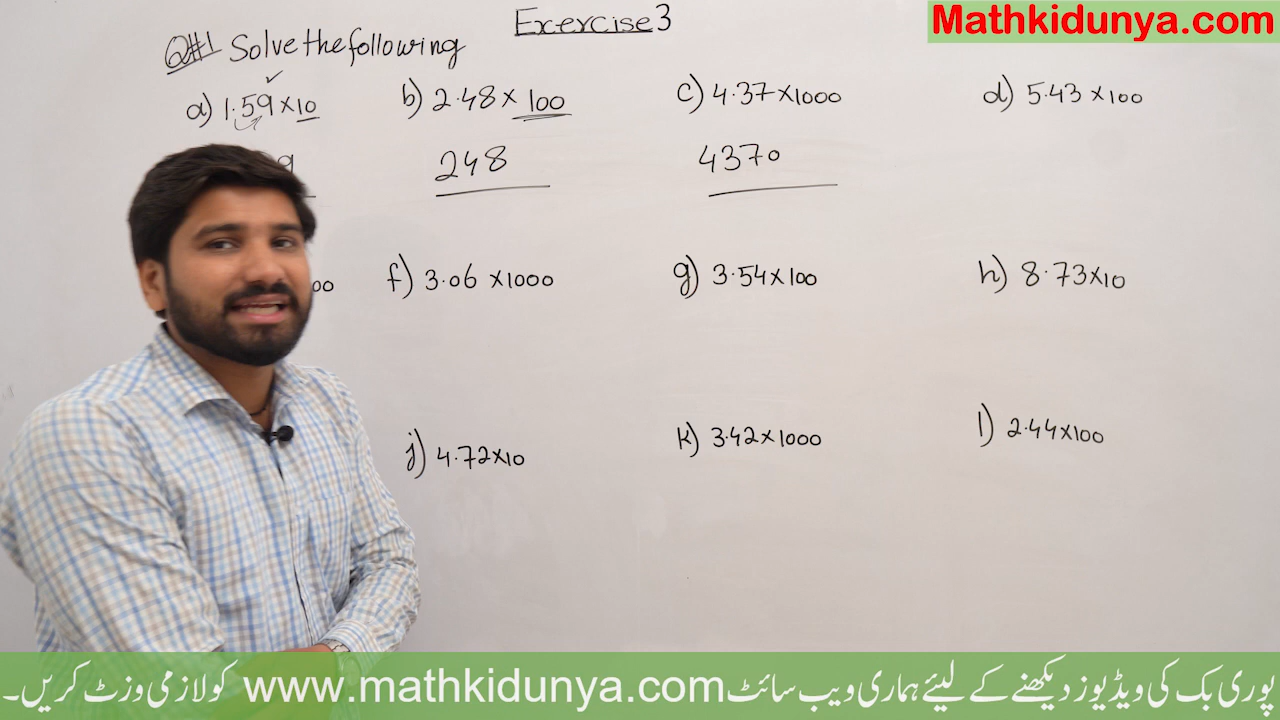 Mathkidunya.com
Exercise 3
Q#1 Solve the following
a) 1.59 × 10
b) 2.48 × 100
c) 4.37 × 1000
d) 5.43 × 100
9
248
4370
00
f) 3.06 × 1000
g) 3.54 × 100
h) 8.73 × 10
j) 4.72 × 10
k) 3.42 × 1000
l) 2.44 × 100
پوری بک کی ویڈیوز دیکھنے کے لیئے ہماری ویب سائٹ www.mathkidunya.com کو لازمی وزٹ کریں۔